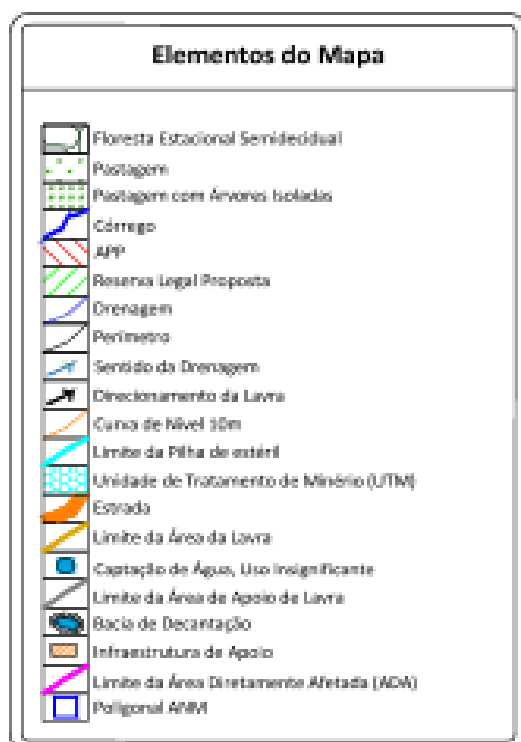 Elementos do Mapa
Floresta Estacional Semidecidual
Pastagem
Pastagem com Árvores Isoladas
Córrego
APP
Reserva Legal Proposta
Drenagem
Perímetro
Sentido da Drenagem
Direcionamento da Lavra
Curva de Nível 10m
Limite da Pilha de estéril
Unidade de Tratamento de Minério (UTM)
Estrada
Limite da Área da Lavra
Captação de Água, Uso Insignificante
Limite da Área de Apoio de Lavra
Bacia de Decantação
Infraestrutura de Apoio
Limite da Área Diretamente Afetada (ADA)
Poligonal ANM